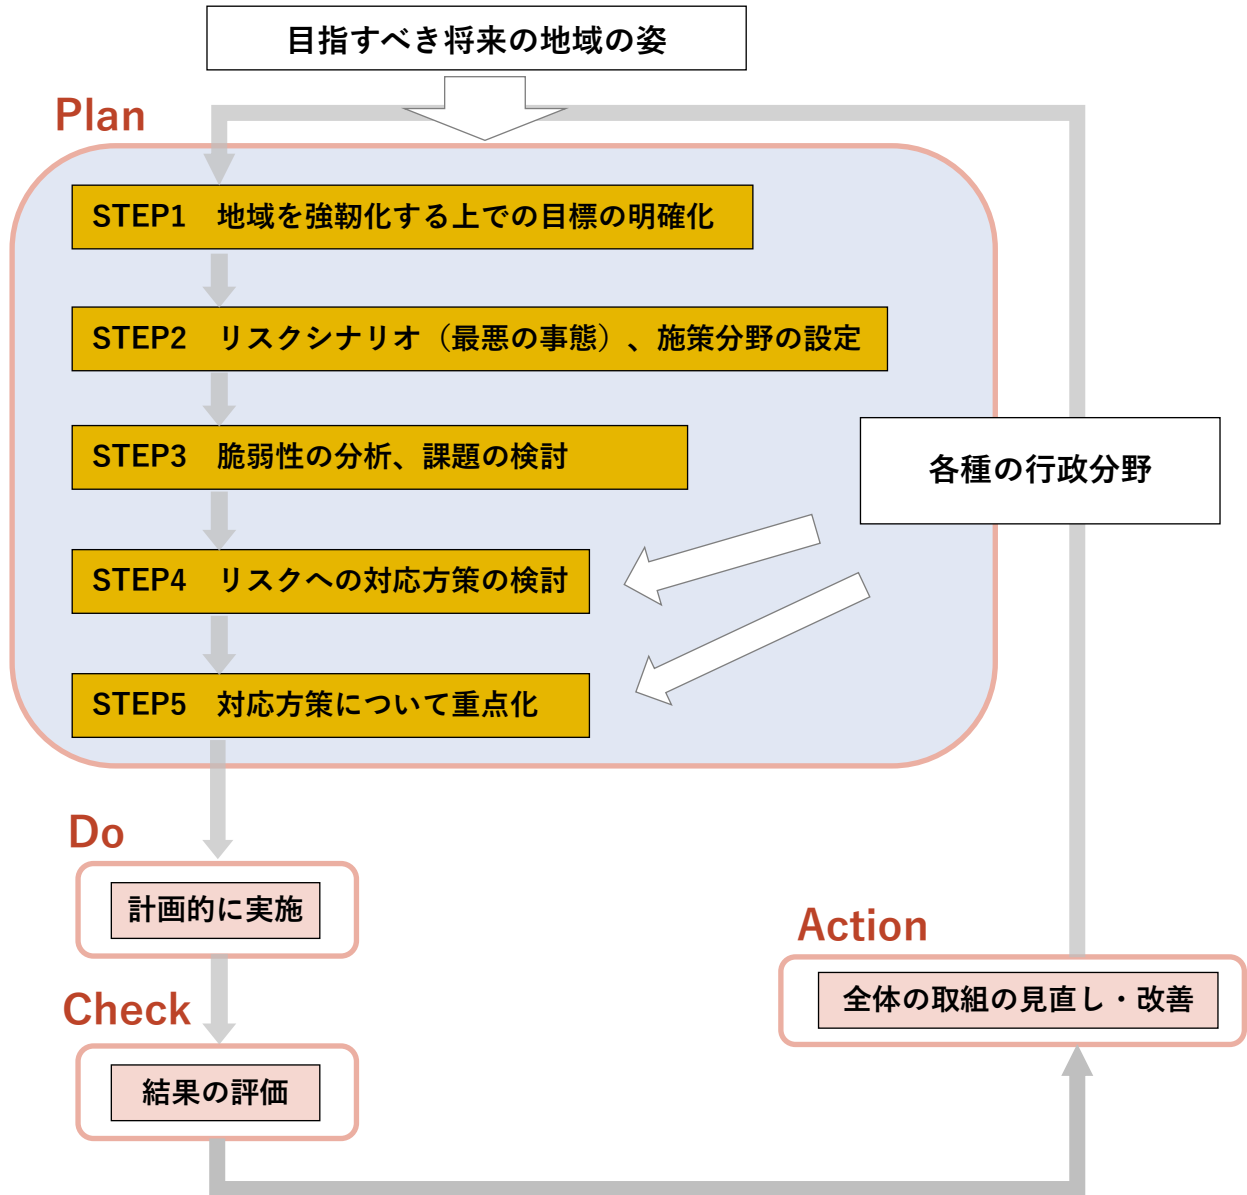 目指すべき将来の地域の姿
Plan
STEP1　地域を強靭化する上での目標の明確化
STEP2　リスクシナリオ（最悪の事態）、施策分野の設定
STEP3　脆弱性の分析、課題の検討
各種の行政分野
STEP4　リスクへの対応方策の検討
STEP5　対応方策について重点化
Do
計画的に実施
Check
結果の評価
Action
全体の取組の見直し・改善